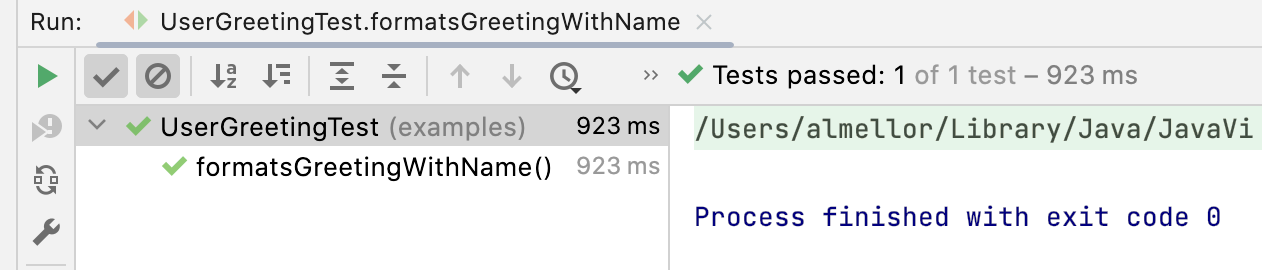 Run: UserGreetingTest.formatsGreetingWithName
Tests passed: 1 of 1 test – 923 ms
UserGreetingTest (examples) 923 ms
formatsGreetingWithName() 923 ms
/Users/almellor/Library/Java/JavaVi
Process finished with exit code 0